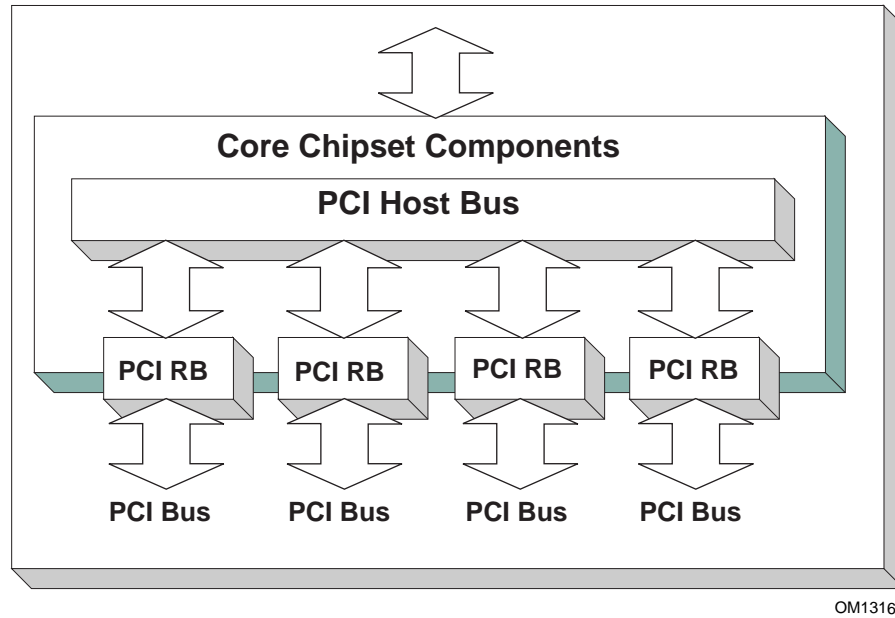 Core Chipset Components
PCI Host Bus
PCI RB PCI RB PCI RB PCI RB
PCI Bus PCI Bus PCI Bus PCI Bus
OM1316